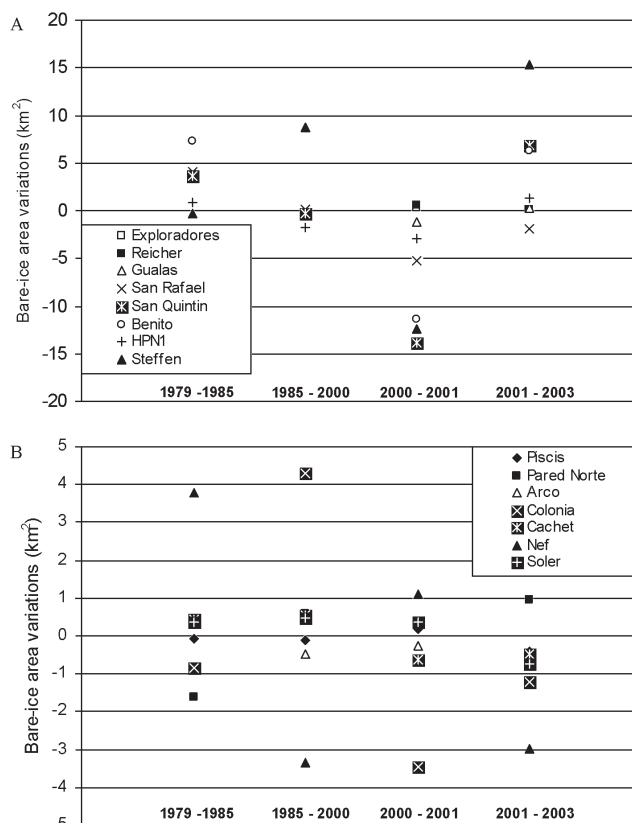 A
Bare-ice area variations (km²)
20
15
10
5
0
-5
-10
-15
-20
Exploradores
Reicher
Gualas
San Rafael
San Quintin
Benito
HPN1
Steffen
1979 -1985
1985 - 2000
2000 - 2001
2001 - 2003
B
Bare-ice area variations (km²)
5
4
3
2
1
0
-1
-2
-3
-4
-5
Piscis
Pared Norte
Arco
Colonia
Cachet
Nef
Soler
1979 -1985
1985 - 2000
2000 - 2001
2001 - 2003